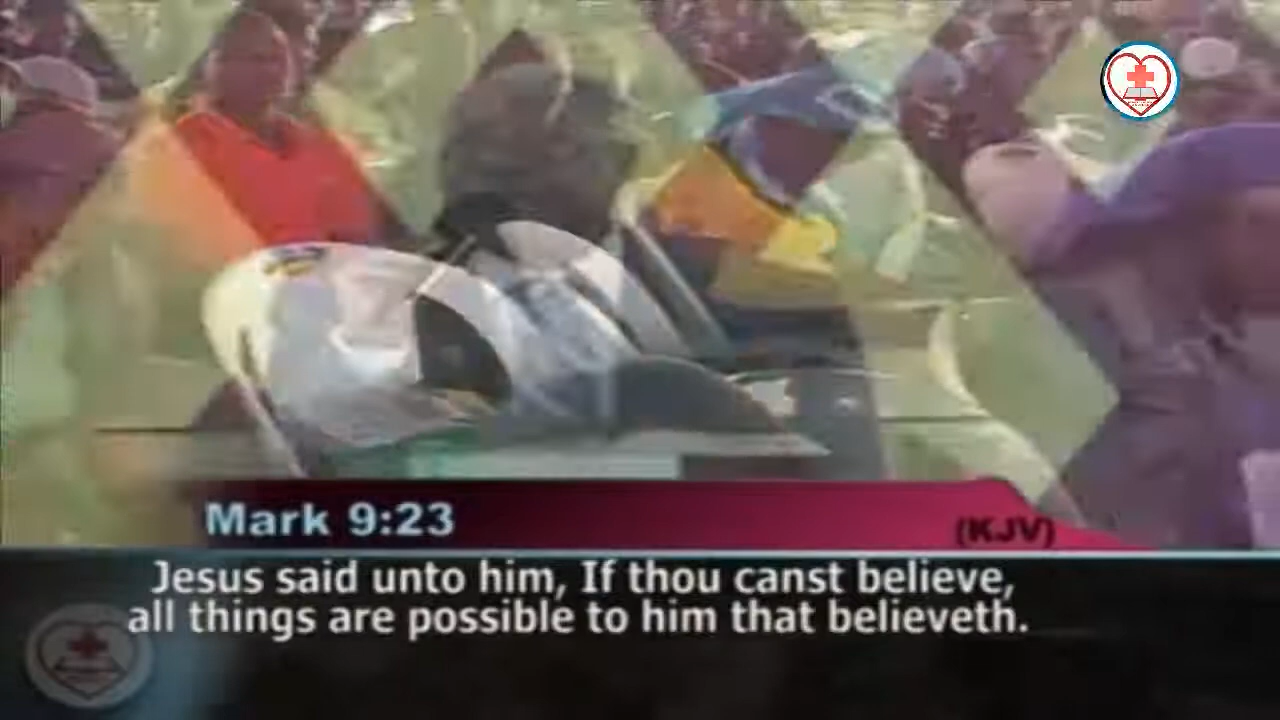 Mark 9:23
(KJV)
Jesus said unto him, If thou canst believe,
all things are possible to him that believeth.